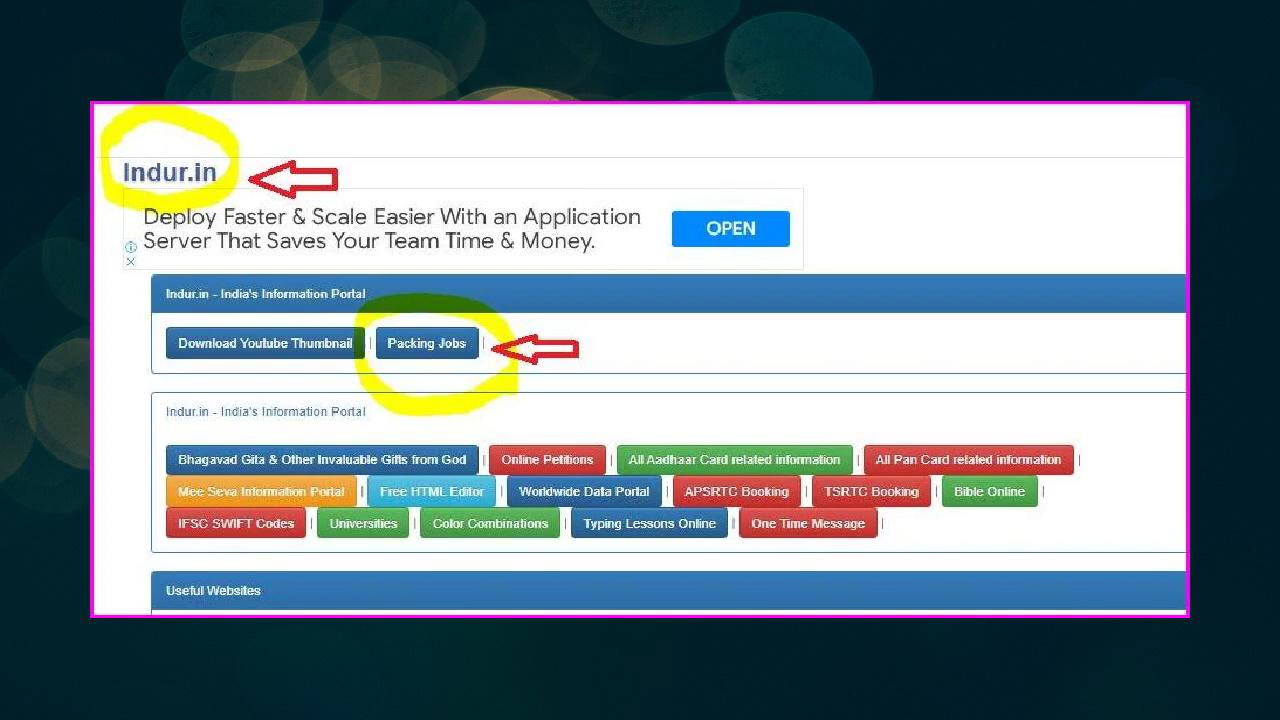 Indur.in
Deploy Faster & Scale Easier With an Application
Server That Saves Your Team Time & Money.
OPEN
Indur.in - India's Information Portal
Download Youtube Thumbnail | Packing Jobs |
Indur.in - India's Information Portal
Bhagavad Gita & Other Invaluable Gifts from God | Online Petitions | All Aadhaar Card related information | All Pan Card related information |
Mee Seva Information Portal | Free HTML Editor | Worldwide Data Portal | APSRTC Booking | TSRTC Booking | Bible Online |
IFSC SWIFT Codes | Universities | Color Combinations | Typing Lessons Online | One Time Message |
Useful Websites